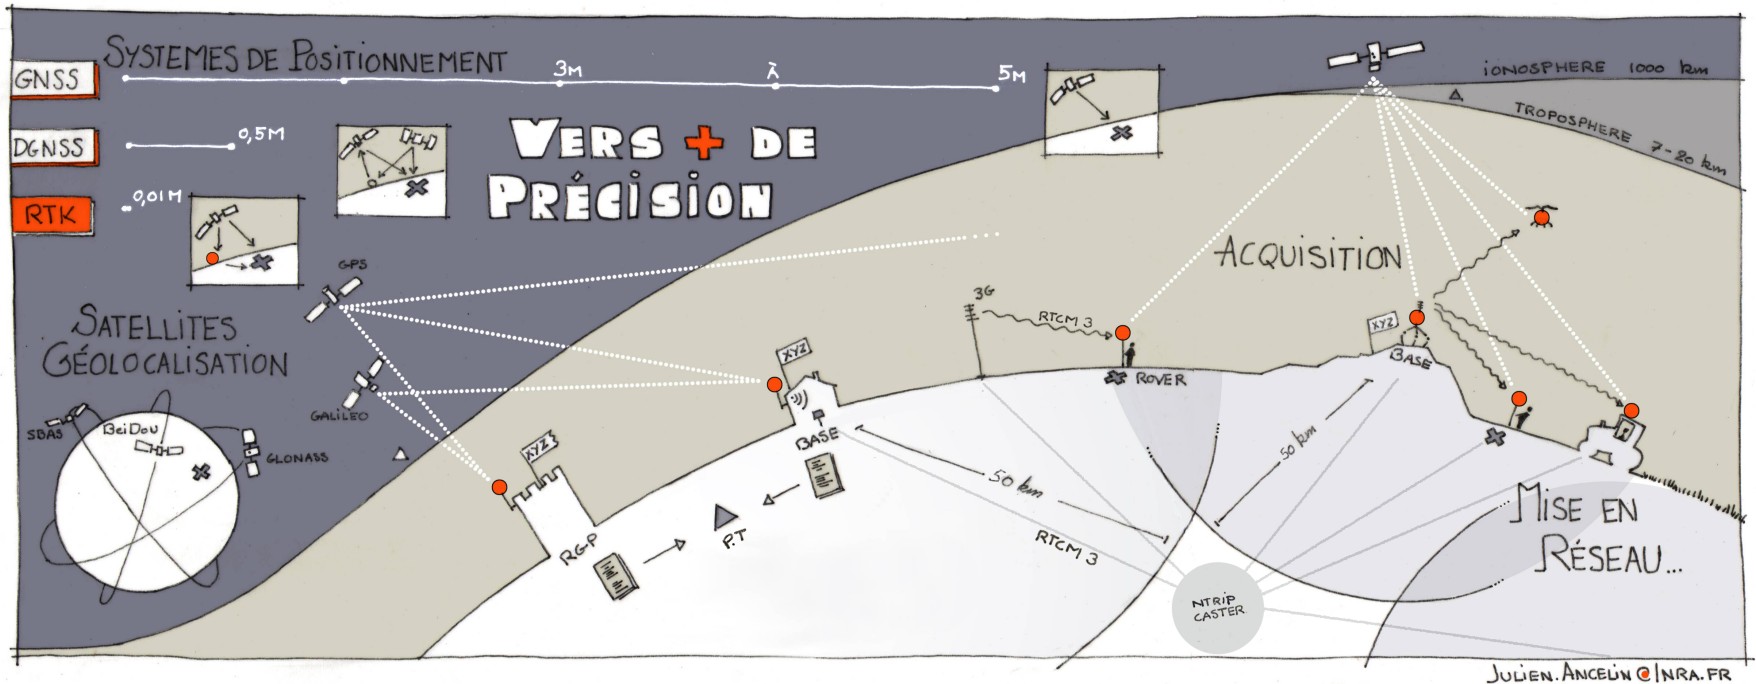 SYSTEMES DE POSITIONNEMENT
GNSS
3M
À
5M
DGNSS
0,5M
RTK
0,01M
VERS + DE
PRÉCISION
IONOSPHERE 1000 km
TROPOSPHERE 7-20 km
ACQUISITION
SATELLITES
GÉOLOCALISATION
GPS
GALILEO
SBAS
BEIDOU
GLONASS
3G
RTCM 3
ROVER
XYZ
BASE
XYZ
BASE
XYZ
RGP
P.T
50 km
50 km
RTCM 3
NTRIP
CASTER
MISE EN
RÉSEAU...
JULIEN.ANCELIN@INRA.FR